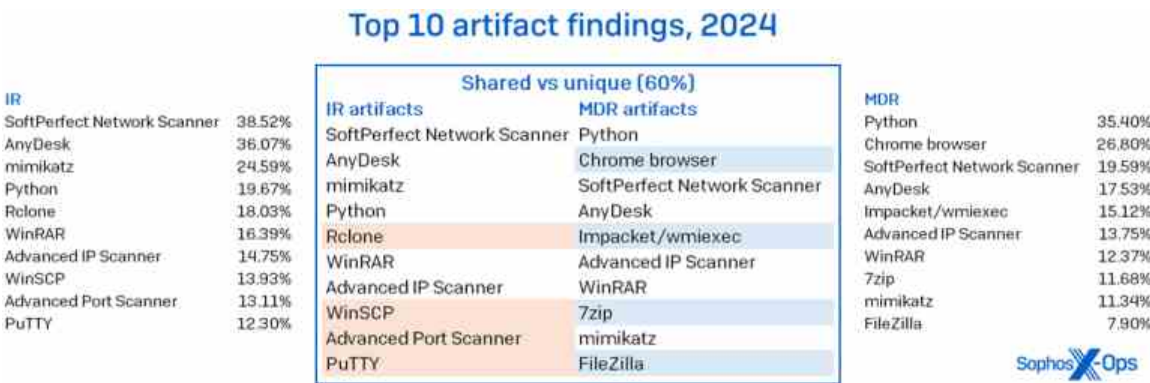 Top 10 artifact findings, 2024
IR
SoftPerfect Network Scanner 38.52%
AnyDesk 36.07%
mimikatz 24.59%
Python 19.67%
Rclone 18.03%
WinRAR 16.39%
Advanced IP Scanner 14.75%
WinSCP 13.93%
Advanced Port Scanner 13.11%
PuTTY 12.30%
Shared vs unique (60%)
IR artifacts MDR artifacts
SoftPerfect Network Scanner Python
AnyDesk Chrome browser
mimikatz SoftPerfect Network Scanner
Python AnyDesk
Rclone Impacket/wmiexec
WinRAR Advanced IP Scanner
Advanced IP Scanner WinRAR
WinSCP 7zip
Advanced Port Scanner mimikatz
PuTTY FileZilla
MDR
Python 35.40%
Chrome browser 26.80%
SoftPerfect Network Scanner 19.59%
AnyDesk 17.53%
Impacket/wmiexec 15.12%
Advanced IP Scanner 13.75%
WinRAR 12.37%
7zip 11.68%
mimikatz 11.34%
FileZilla 7.90%
Sophos X-Ops